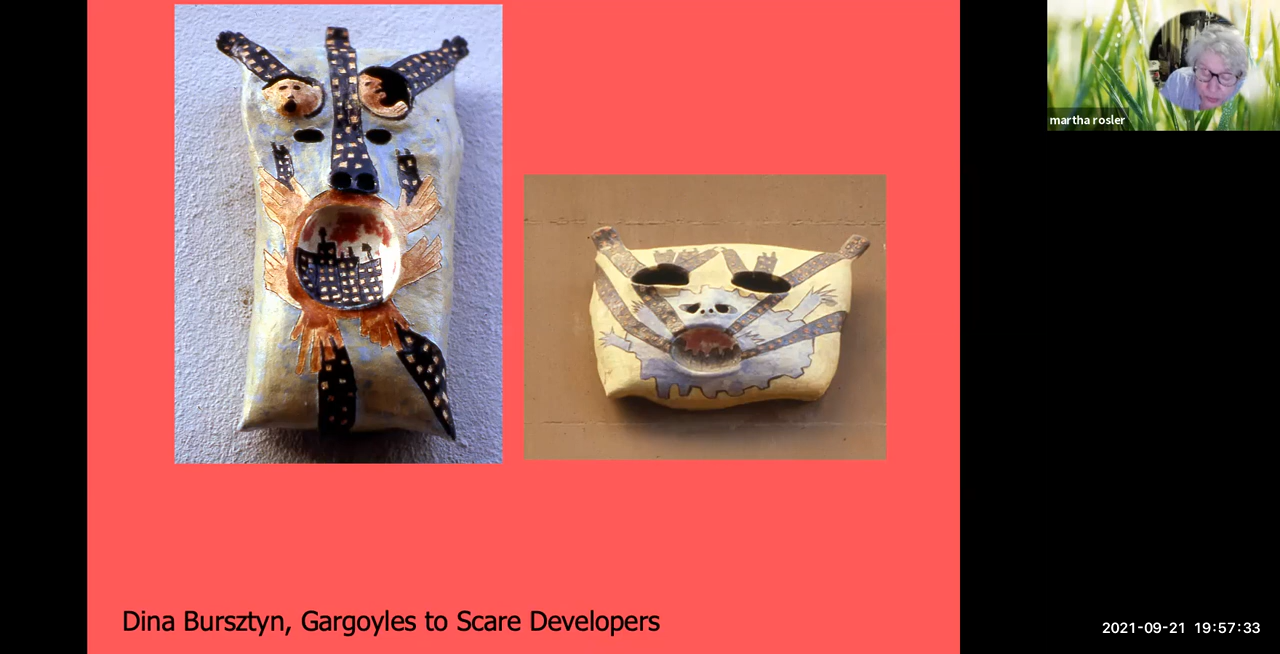 martha rosler
Dina Bursztyn, Gargoyles to Scare Developers
2021-09-21 19:57:33